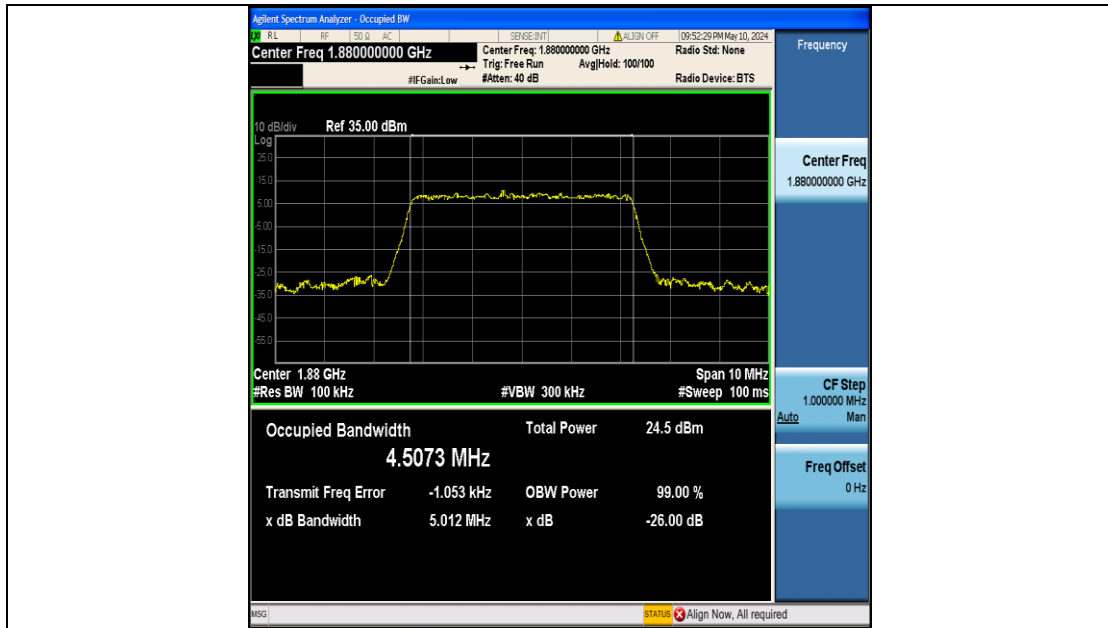 Agilent Spectrum Analyzer - Occupied BW
RL RF 50 Ω AC SENSE:INT ALIGN OFF 09:52:29 PM May 10, 2024
Center Freq 1.880000000 GHz Center Freq: 1.880000000 GHz Radio Std: None
Trig: Free Run Avg|Hold: 100/100
#IFGain:Low #Atten: 40 dB Radio Device: BTS
Frequency
10 dB/div Ref 35.00 dBm
Log
25.0
15.0
5.00
-5.00
-15.0
-25.0
-35.0
-45.0
-55.0
Center 1.88 GHz Span 10 MHz
#Res BW 100 kHz #VBW 300 kHz #Sweep 100 ms
Center Freq
1.880000000 GHz
CF Step
1.000000 MHz
Auto Man
Freq Offset
0 Hz
Occupied Bandwidth Total Power 24.5 dBm
4.5073 MHz
Transmit Freq Error -1.053 kHz OBW Power 99.00 %
x dB Bandwidth 5.012 MHz x dB -26.00 dB
MSG STATUS Align Now, All required